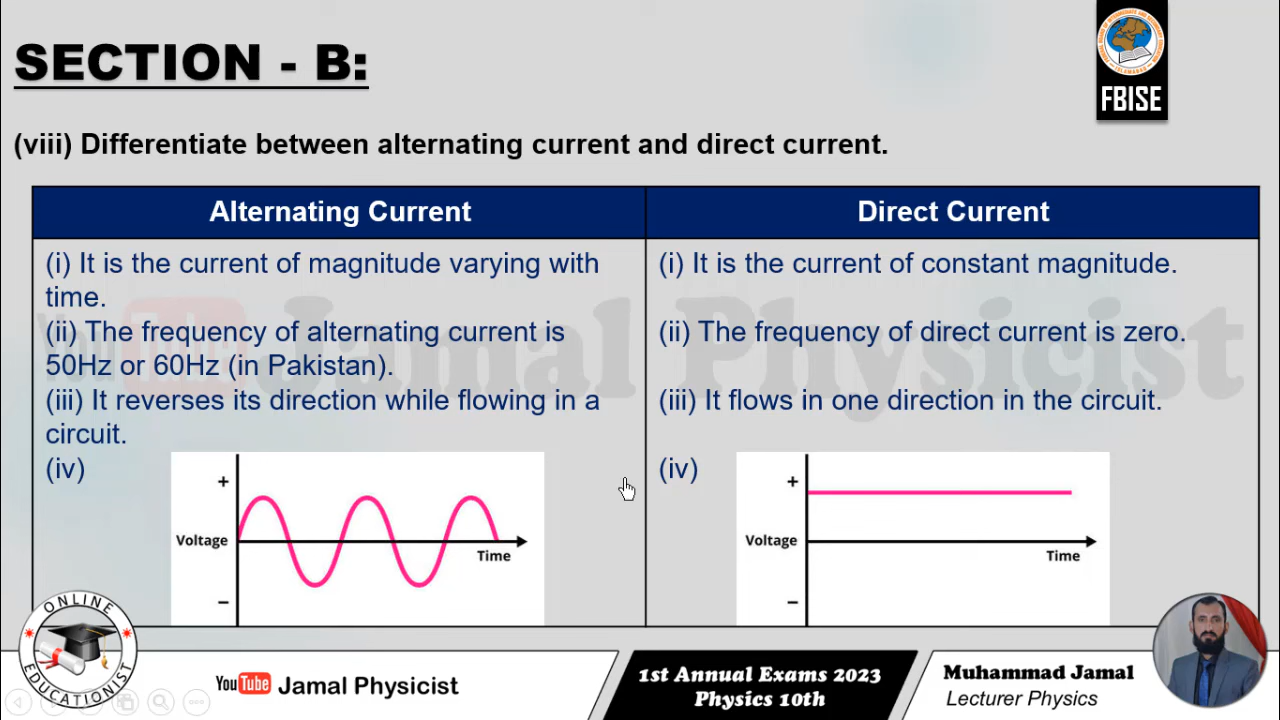 SECTION - B:
FBISE
(viii) Differentiate between alternating current and direct current.
Alternating Current
(i) It is the current of magnitude varying with
time.
(ii) The frequency of alternating current is
50Hz or 60Hz (in Pakistan).
(iii) It reverses its direction while flowing in a
circuit.
(iv)
+
Voltage
Time
–
Direct Current
(i) It is the current of constant magnitude.
(ii) The frequency of direct current is zero.
(iii) It flows in one direction in the circuit.
(iv)
+
Voltage
Time
–
YouTube Jamal Physicist
ONLINE
EDUCATIONIST
YouTube Jamal Physicist
1st Annual Exams 2023
Physics 10th
Muhammad Jamal
Lecturer Physics